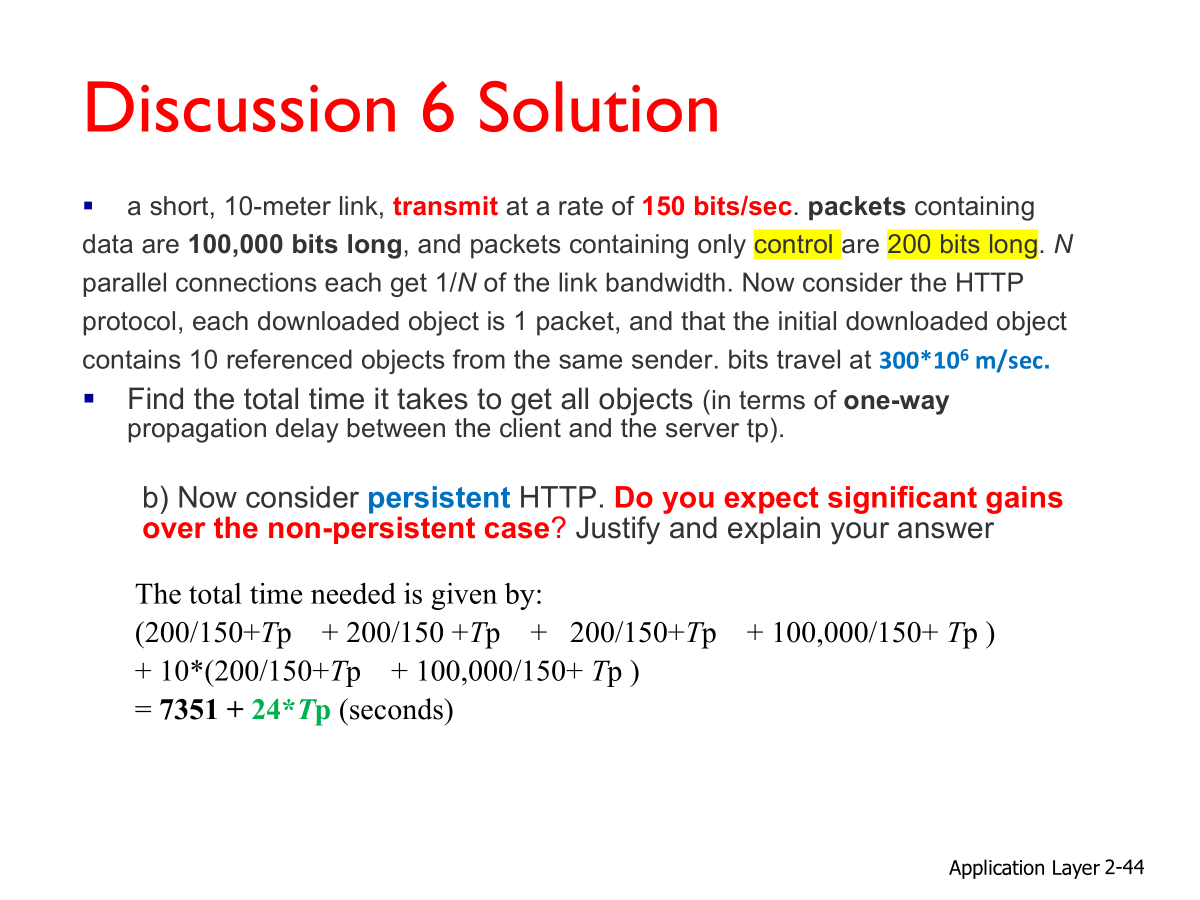 Discussion 6 Solution
▪ a short, 10-meter link, transmit at a rate of 150 bits/sec. packets containing
data are 100,000 bits long, and packets containing only control are 200 bits long. N
parallel connections each get 1/N of the link bandwidth. Now consider the HTTP
protocol, each downloaded object is 1 packet, and that the initial downloaded object
contains 10 referenced objects from the same sender. bits travel at 300*10⁶ m/sec.
▪ Find the total time it takes to get all objects (in terms of one-way
propagation delay between the client and the server tp).
b) Now consider persistent HTTP. Do you expect significant gains
over the non-persistent case? Justify and explain your answer
The total time needed is given by:
(200/150+Tp + 200/150 +Tp + 200/150+Tp + 100,000/150+ Tp )
+ 10*(200/150+Tp + 100,000/150+ Tp )
= 7351 + 24*Tp (seconds)
Application Layer 2-44